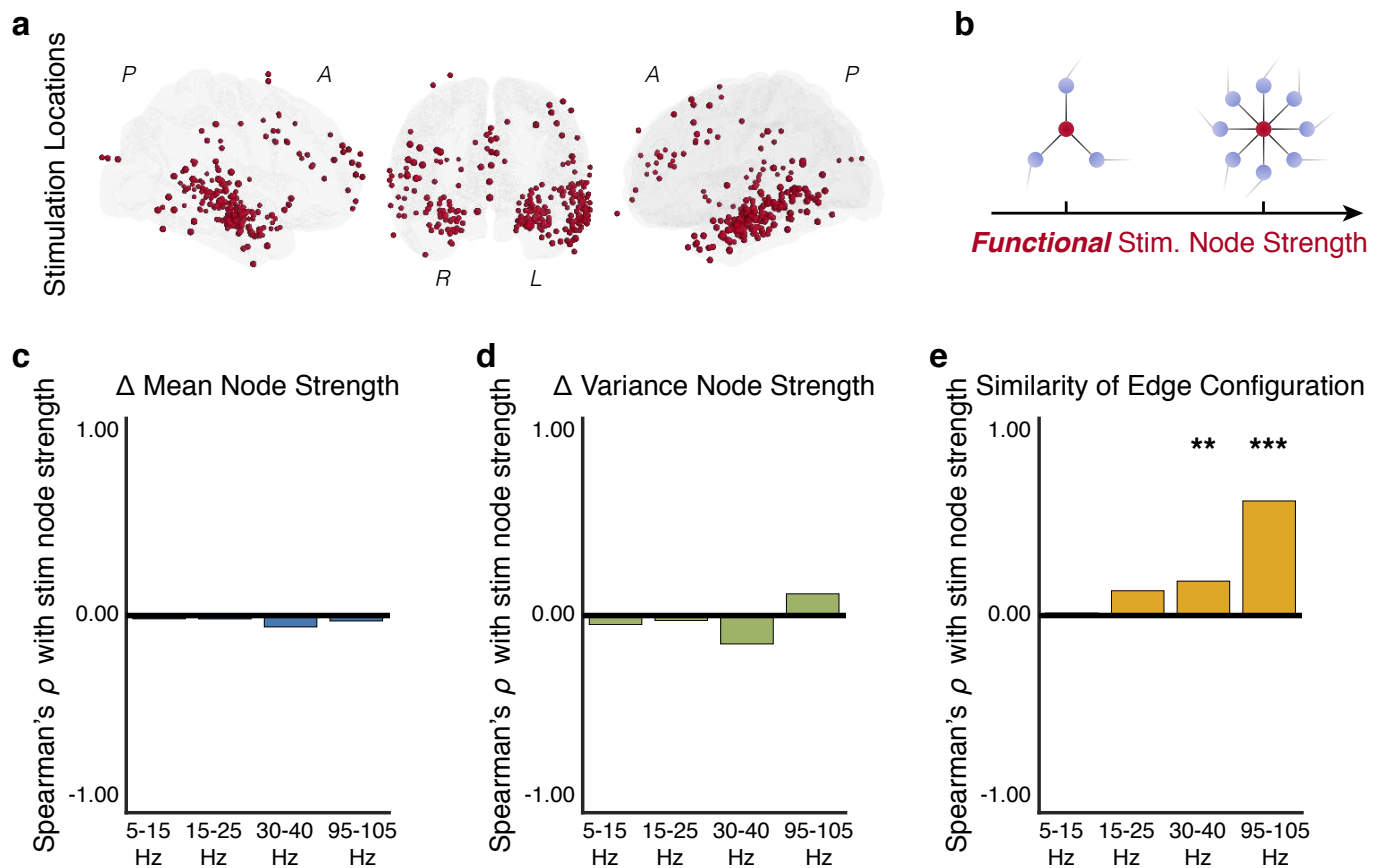 a
Stimulation Locations
P
A
R
L
A
P
b
Functional Stim. Node Strength
c
Δ Mean Node Strength
Spearman's ρ with stim node strength
1.00
0.00
-1.00
5-15 Hz
15-25 Hz
30-40 Hz
95-105 Hz
d
Δ Variance Node Strength
Spearman's ρ with stim node strength
1.00
0.00
-1.00
5-15 Hz
15-25 Hz
30-40 Hz
95-105 Hz
e
Similarity of Edge Configuration
Spearman's ρ with stim node strength
1.00
0.00
-1.00
**
***
5-15 Hz
15-25 Hz
30-40 Hz
95-105 Hz